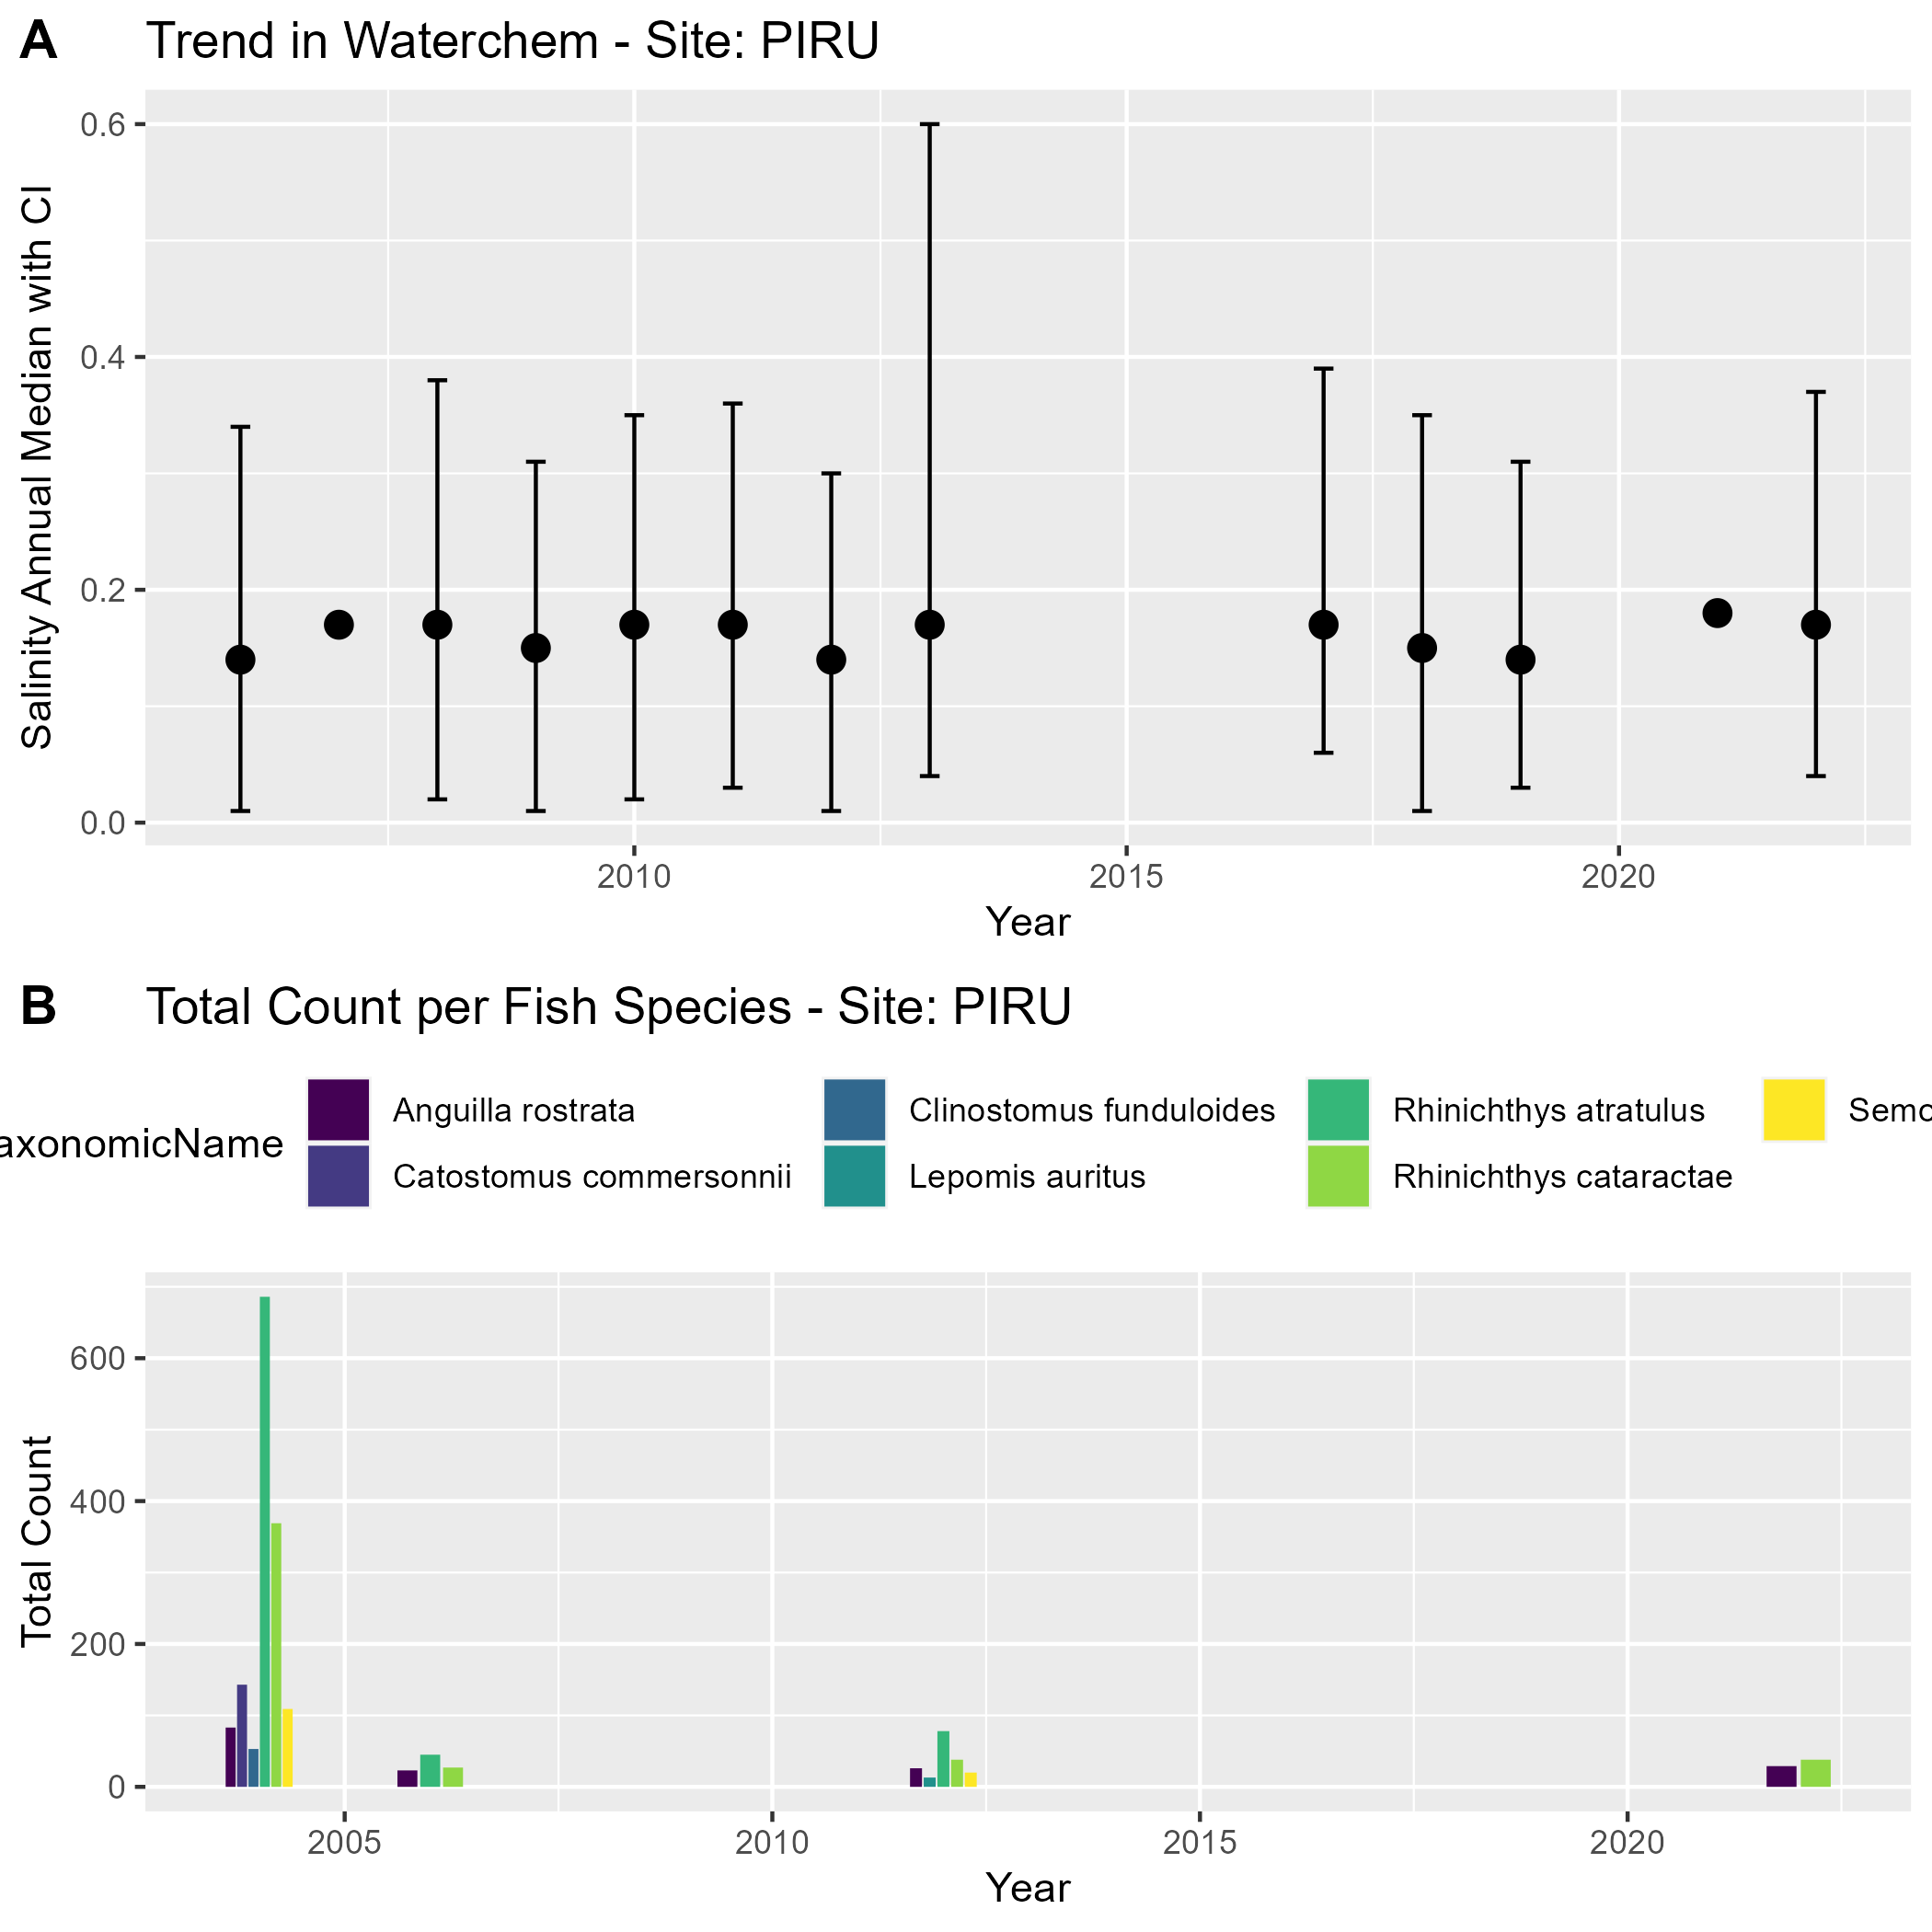 A Trend in Waterchem - Site: PIRU
Salinity Annual Median with CI
0.6
0.4
0.2
0.0
2010 2015 2020
Year
B Total Count per Fish Species - Site: PIRU
axonomicName
Anguilla rostrata Clinostomus funduloides Rhinichthys atratulus Semo
Catostomus commersonnii Lepomis auritus Rhinichthys cataractae
Total Count
600
400
200
0
2005 2010 2015 2020
Year